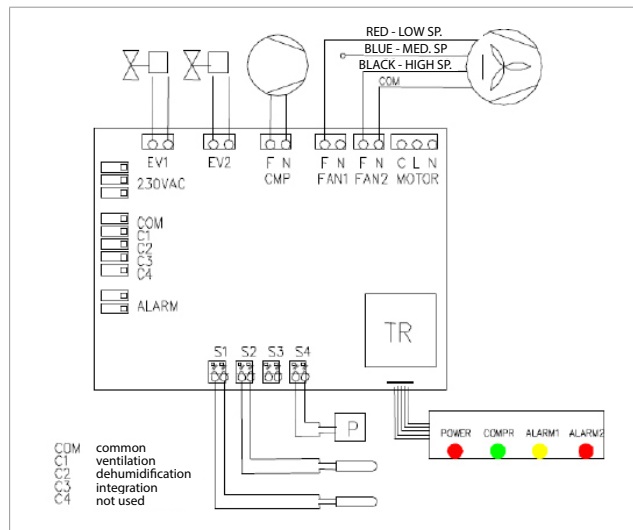 RED - LOW SP.
BLUE - MED. SP
BLACK - HIGH SP.
COM
EV1
EV2
F N
CMP
F N
FAN1
F N
FAN2
C L N
MOTOR
230VAC
COM
C1
C2
C3
C4
ALARM
TR
S1
S2
S3
S4
P
POWER
COMPR
ALARM1
ALARM2
COM common
C1 ventilation
C2 dehumidification
C3 integration
C4 not used